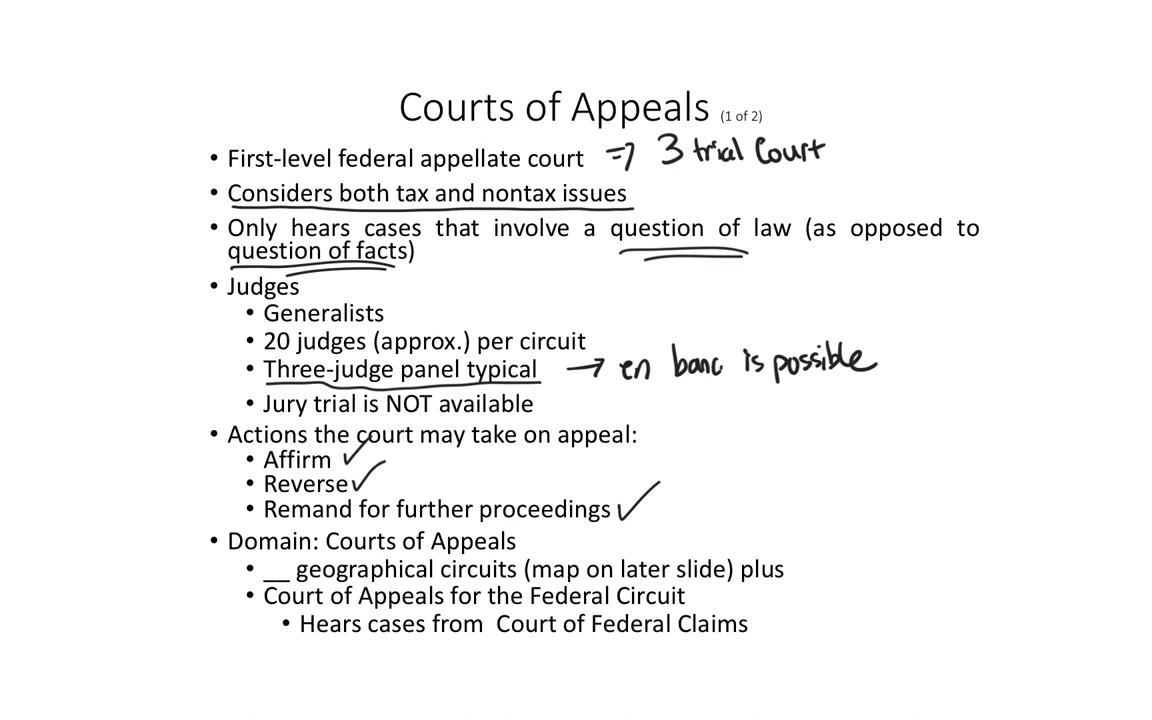 Courts of Appeals (1 of 2)
• First-level federal appellate court => 3 trial Court
• Considers both tax and nontax issues
• Only hears cases that involve a question of law (as opposed to
question of facts)
• Judges
• Generalists
• 20 judges (approx.) per circuit
• Three-judge panel typical → en banc is possible
• Jury trial is NOT available
• Actions the court may take on appeal:
• Affirm ✓
• Reverse ✓
• Remand for further proceedings ✓
• Domain: Courts of Appeals
• __ geographical circuits (map on later slide) plus
• Court of Appeals for the Federal Circuit
• Hears cases from Court of Federal Claims